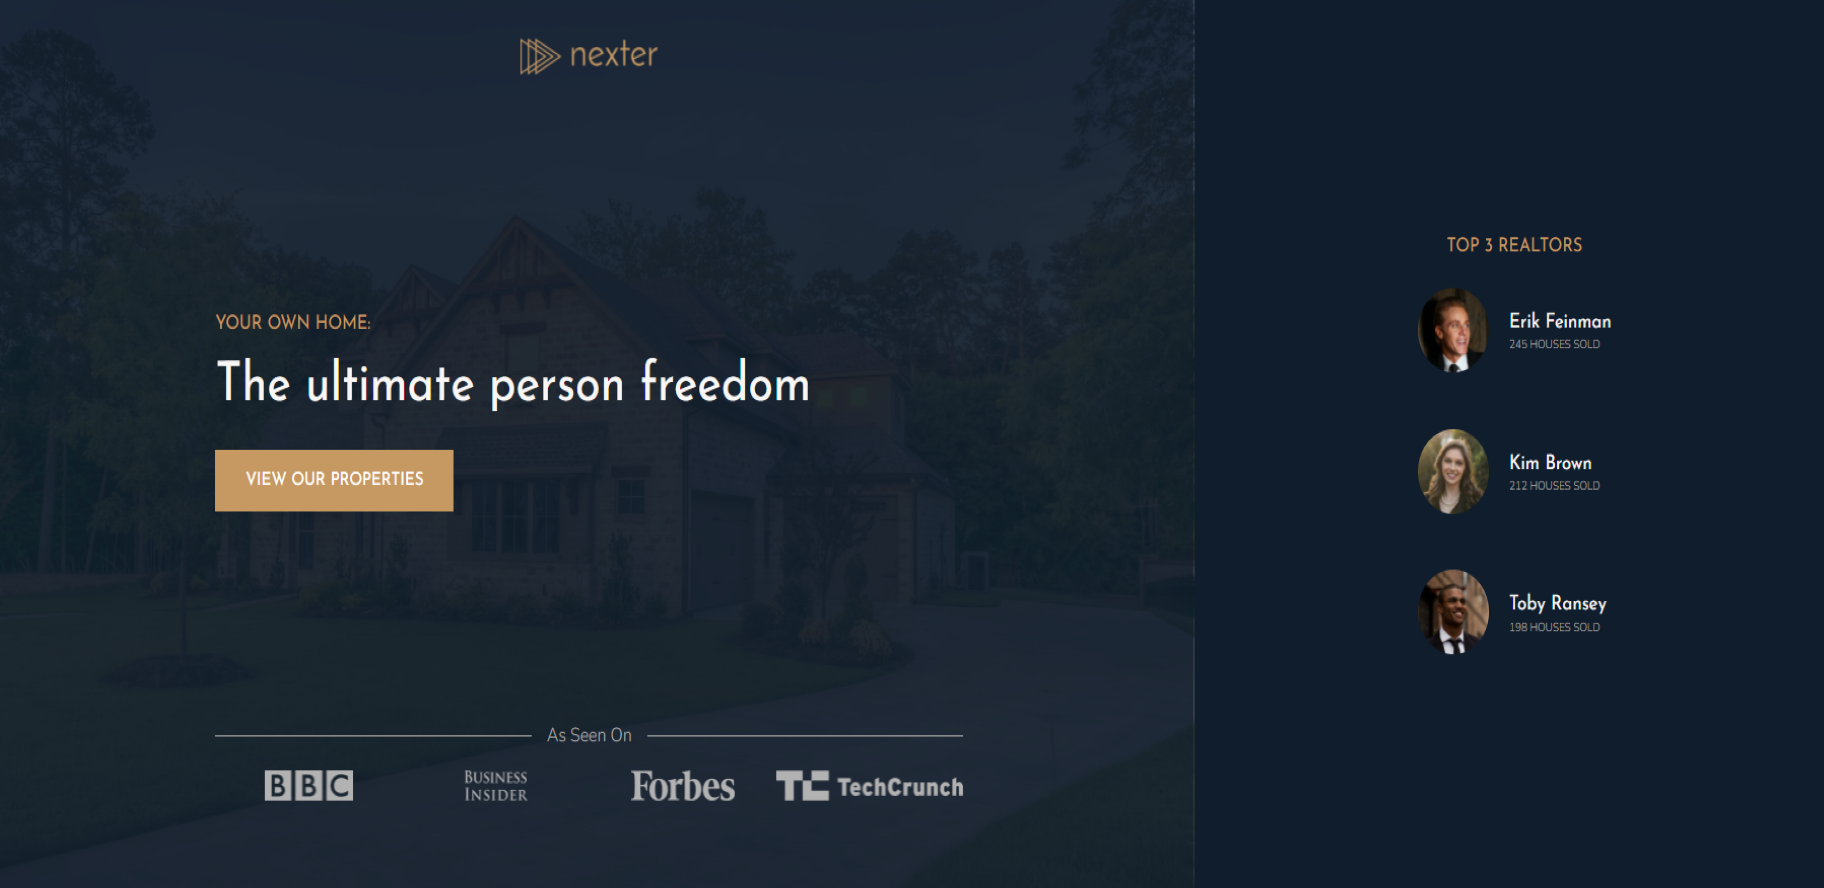 nexter
YOUR OWN HOME:
The ultimate person freedom
VIEW OUR PROPERTIES
As Seen On
BBC
BUSINESS
INSIDER
Forbes
TC TechCrunch
TOP 3 REALTORS
Erik Feinman
245 HOUSES SOLD
Kim Brown
212 HOUSES SOLD
Toby Ransey
198 HOUSES SOLD